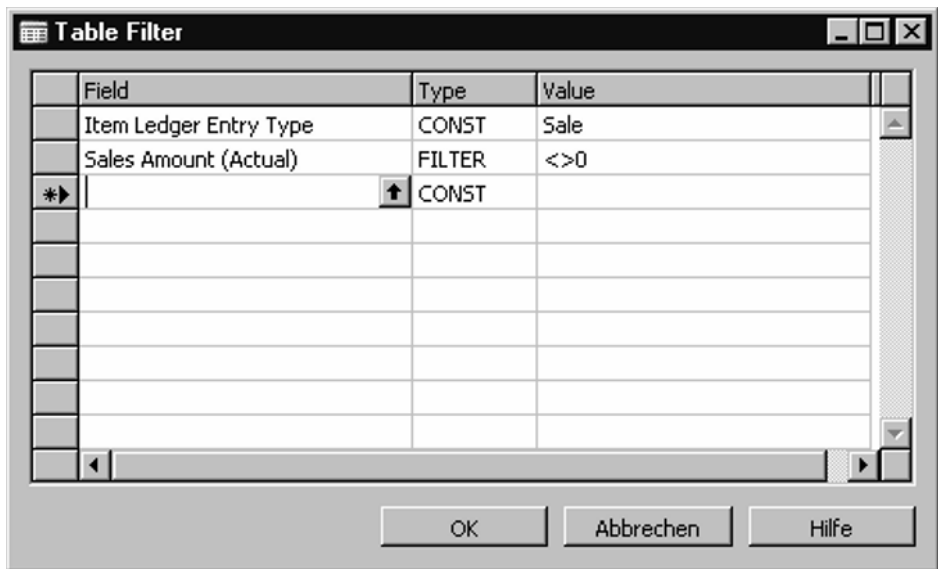 Table Filter
Field Type Value
Item Ledger Entry Type CONST Sale
Sales Amount (Actual) FILTER <>0
CONST
OK Abbrechen Hilfe